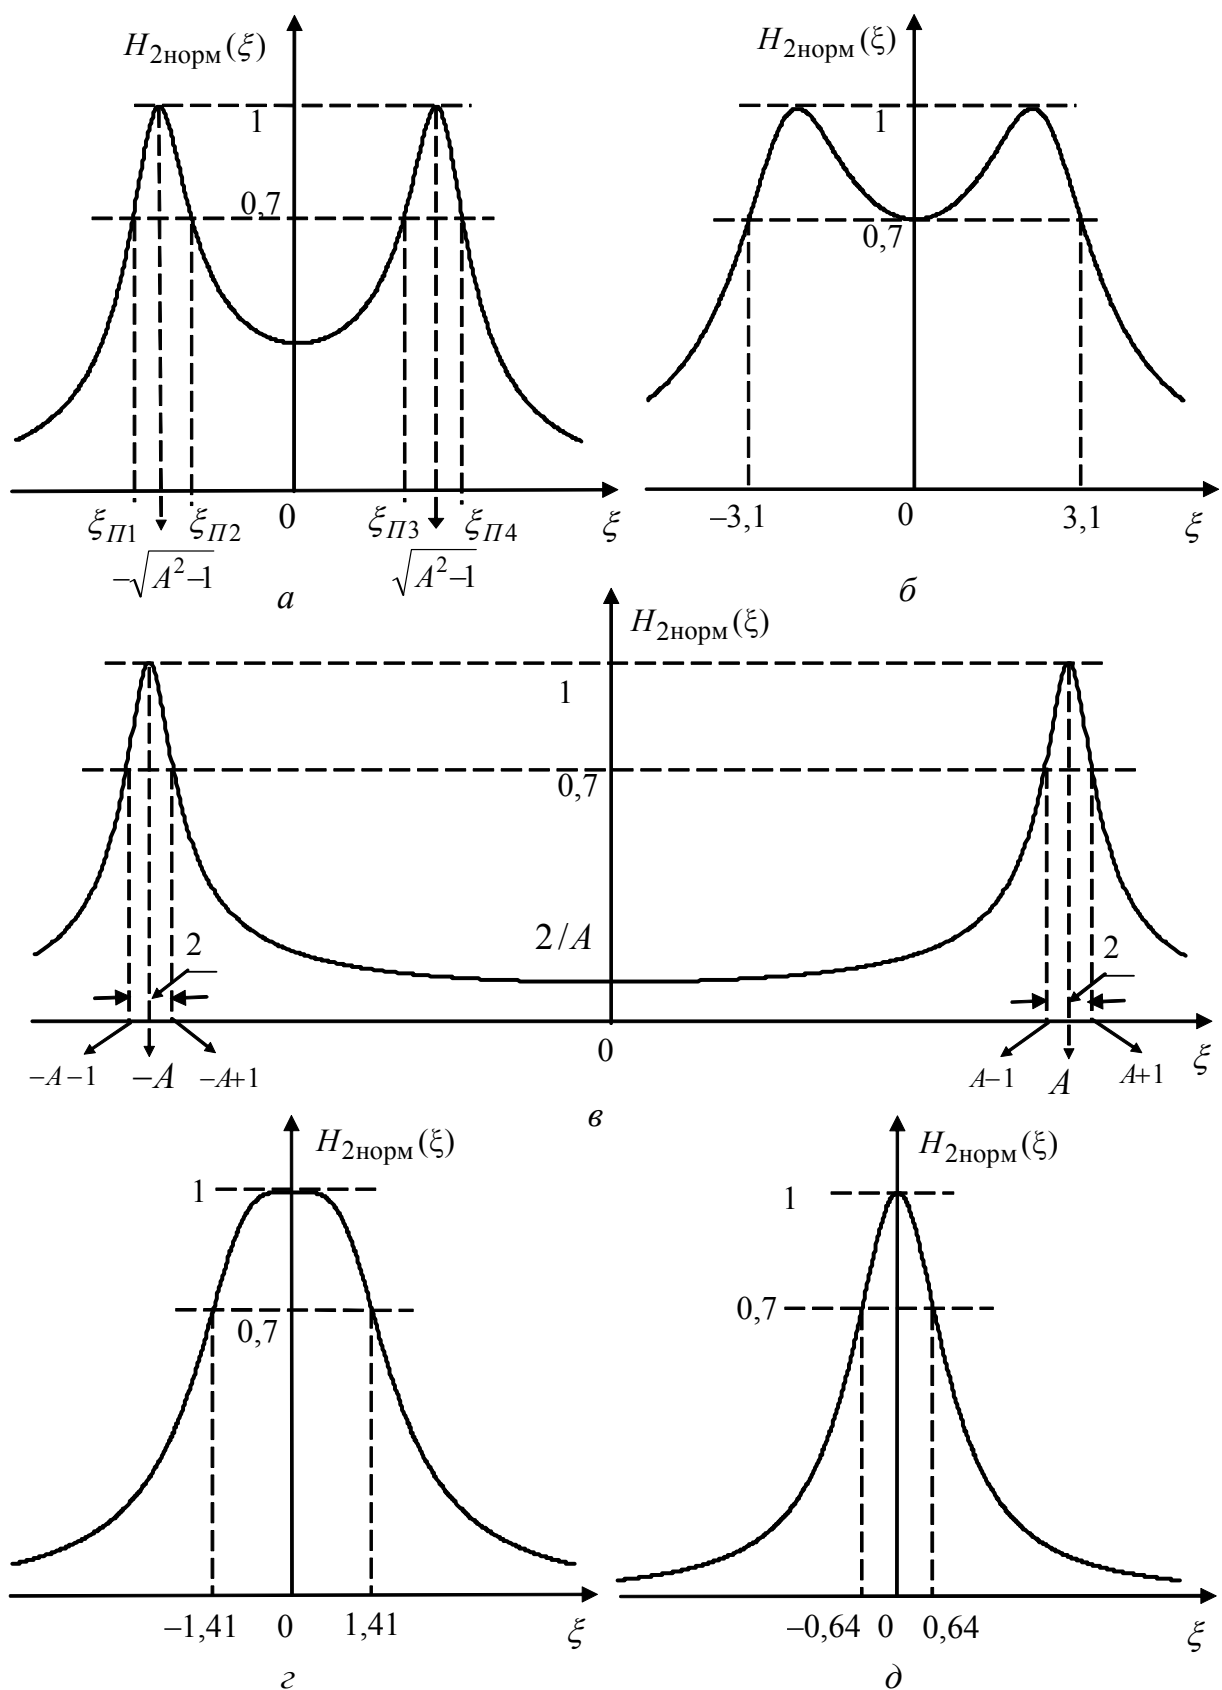 H₂норм(ξ)
1
0,7
ξП1 ξП2 0 ξП3 ξП4 ξ
−√A²−1 √A²−1
а
H₂норм(ξ)
1
0,7
−3,1 0 3,1 ξ
б
H₂норм(ξ)
1
0,7
2/A
2 2
−A−1 −A −A+1 0 A−1 A A+1 ξ
в
H₂норм(ξ)
1
0,7
−1,41 0 1,41 ξ
г
H₂норм(ξ)
1
0,7
−0,64 0 0,64 ξ
д